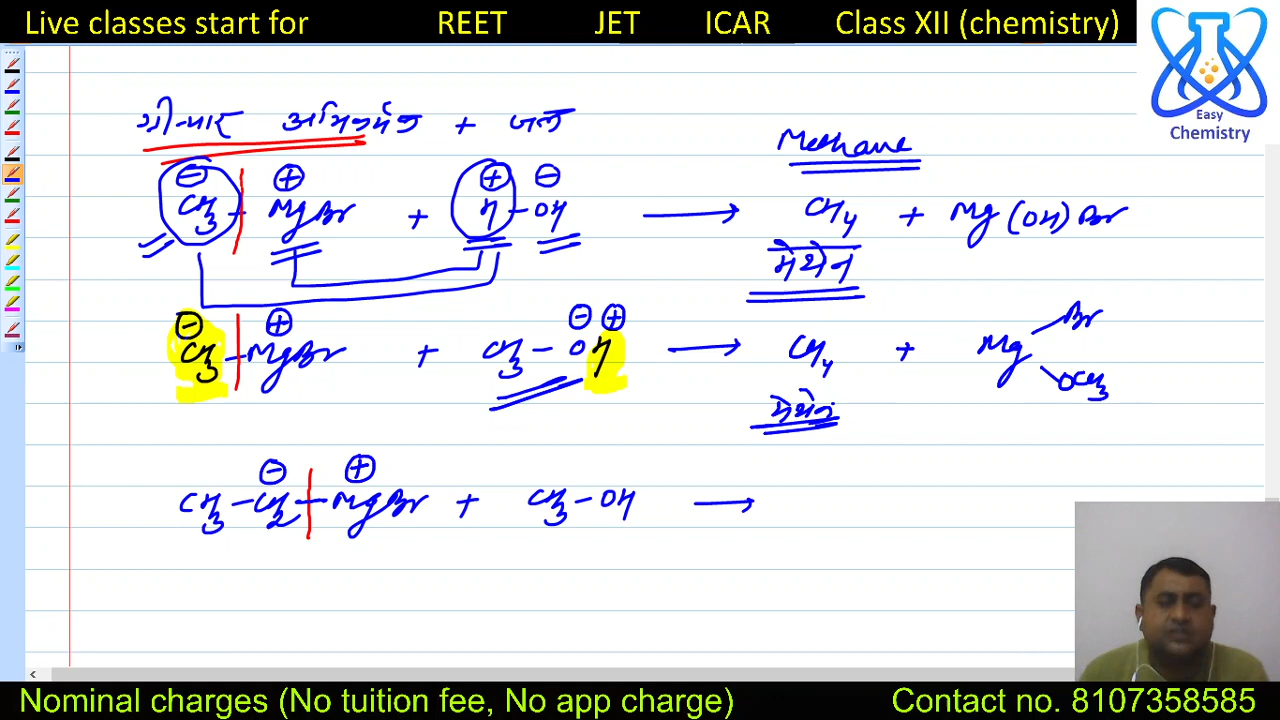 Live classes start for REET JET ICAR Class XII (chemistry)
Easy
Chemistry
ग्रीन्यार अभिकर्मक + जल
Methane
⊖ ⊕ ⊕ ⊖
CH3 - MgBr + H - OH ⟶ CH4 + Mg(OH)Br
मेथेन
⊖ ⊕ ⊖ ⊕
CH3 - MgBr + CH3 - OH ⟶ CH4 + Mg Br OCH3
मेथेन
⊖ ⊕
CH3 - CH2 - MgBr + CH3 - OH ⟶
Nominal charges (No tuition fee, No app charge) Contact no. 8107358585